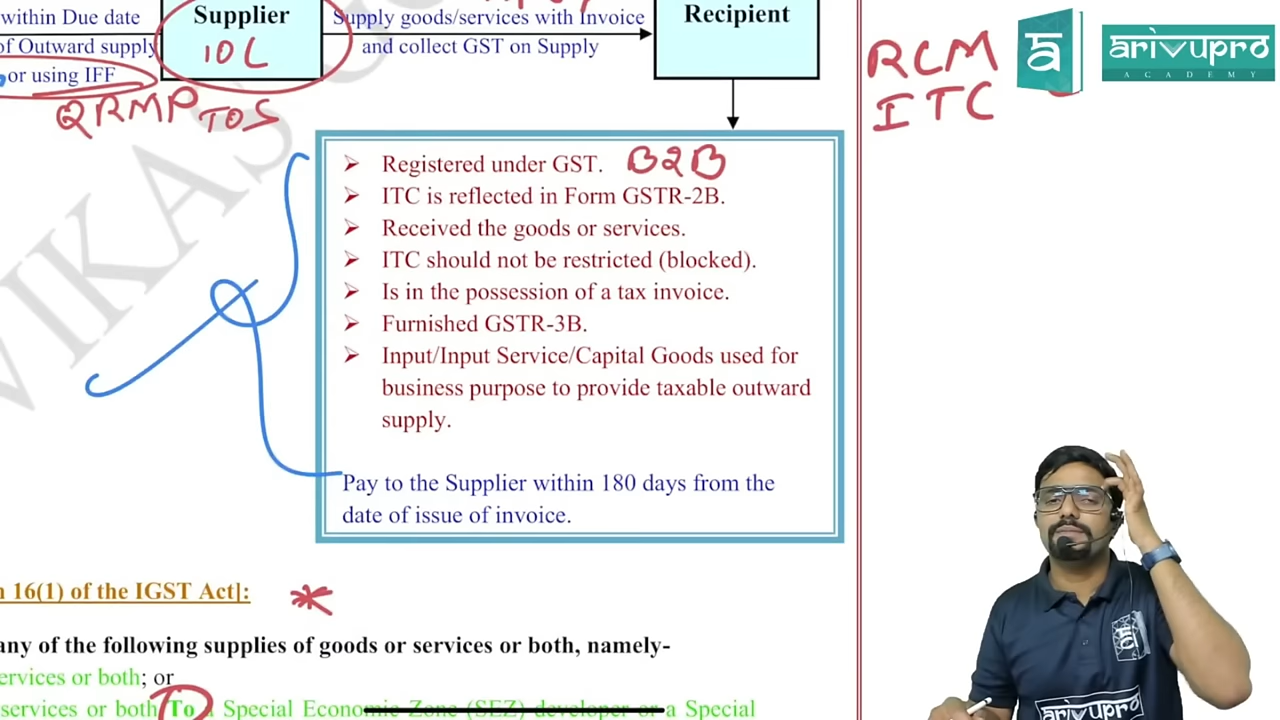 within Due date
of Outward supply
or using IFF
Supplier
10L
Supply goods/services with Invoice
and collect GST on Supply
Recipient
QRMP TOS
RCM
ITC
arivupro
ACADEMY
➢ Registered under GST. B2B
➢ ITC is reflected in Form GSTR-2B.
➢ Received the goods or services.
➢ ITC should not be restricted (blocked).
➢ Is in the possession of a tax invoice.
➢ Furnished GSTR-3B.
➢ Input/Input Service/Capital Goods used for
business purpose to provide taxable outward
supply.
Pay to the Supplier within 180 days from the
date of issue of invoice.
VIKAS
n 16(1) of the IGST Act]:
any of the following supplies of goods or services or both, namely-
ervices or both; or
services or both To a Special Economic Zone (SEZ) developer or a Special